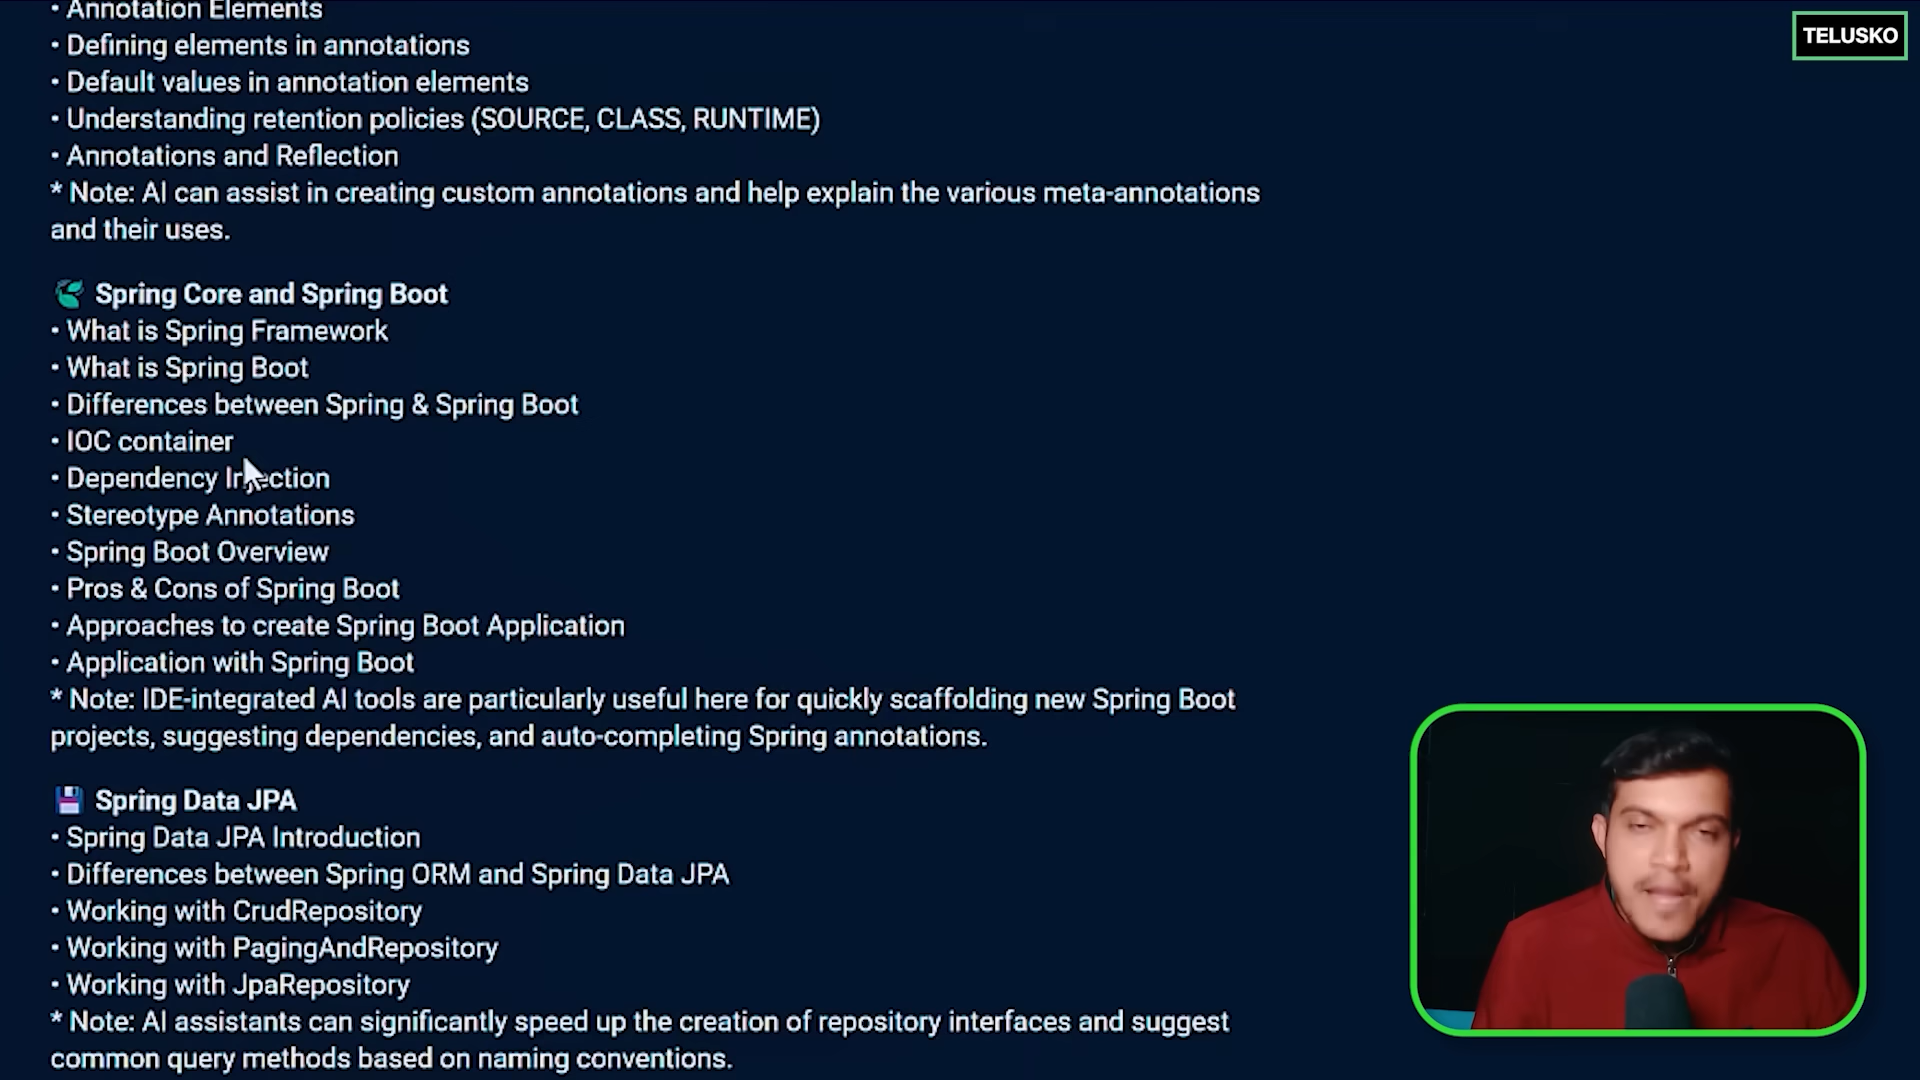 • Annotation Elements
• Defining elements in annotations
• Default values in annotation elements
• Understanding retention policies (SOURCE, CLASS, RUNTIME)
• Annotations and Reflection
* Note: AI can assist in creating custom annotations and help explain the various meta-annotations
and their uses.
Spring Core and Spring Boot
• What is Spring Framework
• What is Spring Boot
• Differences between Spring & Spring Boot
• IOC container
• Dependency Injection
• Stereotype Annotations
• Spring Boot Overview
• Pros & Cons of Spring Boot
• Approaches to create Spring Boot Application
• Application with Spring Boot
* Note: IDE-integrated AI tools are particularly useful here for quickly scaffolding new Spring Boot
projects, suggesting dependencies, and auto-completing Spring annotations.
Spring Data JPA
• Spring Data JPA Introduction
• Differences between Spring ORM and Spring Data JPA
• Working with CrudRepository
• Working with PagingAndRepository
• Working with JpaRepository
* Note: AI assistants can significantly speed up the creation of repository interfaces and suggest
common query methods based on naming conventions.
TELUSKO